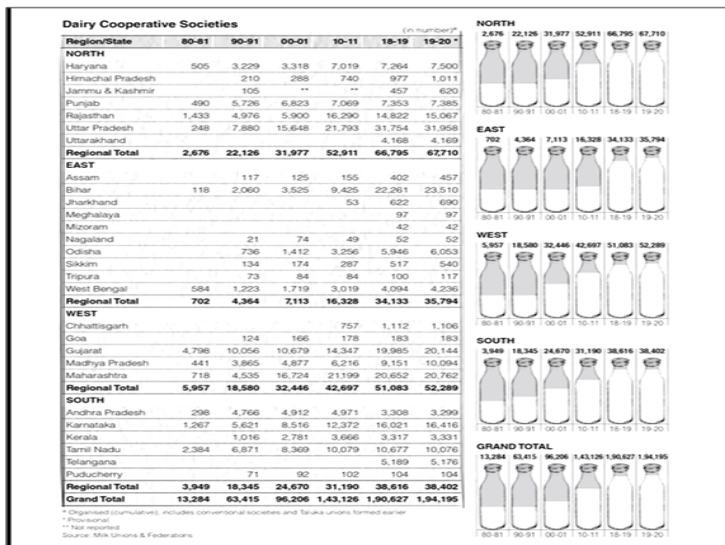 Dairy Cooperative Societies
(in number)*
Region/State 80-81 90-91 00-01 10-11 18-19 19-20 *
NORTH
Haryana 505 3,229 3,318 7,019 7,264 7,500
Himachal Pradesh 210 288 740 977 1,011
Jammu & Kashmir 105 ** ** 457 620
Punjab 490 5,726 6,823 7,069 7,353 7,385
Rajasthan 1,433 4,976 5,900 16,290 14,822 15,067
Uttar Pradesh 248 7,880 15,648 21,793 31,754 31,958
Uttarakhand 4,168 4,169
Regional Total 2,676 22,126 31,977 52,911 66,795 67,710
EAST
Assam 117 125 155 402 457
Bihar 118 2,060 3,525 9,425 22,261 23,510
Jharkhand 53 622 690
Meghalaya 97 97
Mizoram 42 42
Nagaland 21 74 49 52 52
Odisha 736 1,412 3,256 5,946 6,053
Sikkim 134 174 287 517 540
Tripura 73 84 84 100 117
West Bengal 584 1,223 1,719 3,019 4,094 4,236
Regional Total 702 4,364 7,113 16,328 34,133 35,794
WEST
Chhattisgarh 757 1,112 1,106
Goa 124 166 178 183 183
Gujarat 4,798 10,056 10,679 14,347 19,985 20,144
Madhya Pradesh 441 3,865 4,877 6,216 9,151 10,094
Maharashtra 718 4,535 16,724 21,199 20,652 20,762
Regional Total 5,957 18,580 32,446 42,697 51,083 52,289
SOUTH
Andhra Pradesh 298 4,766 4,912 4,971 3,308 3,299
Karnataka 1,267 5,621 8,516 12,372 16,021 16,416
Kerala 1,016 2,781 3,666 3,317 3,331
Tamil Nadu 2,384 6,871 8,369 10,079 10,677 10,076
Telangana 5,189 5,176
Puducherry 71 92 102 104 104
Regional Total 3,949 18,345 24,670 31,190 38,616 38,402
Grand Total 13,284 63,415 96,206 1,43,126 1,90,627 1,94,195
* Organised (cumulative), includes conventional societies and Taluka unions formed earlier
* Provisional
** Not reported
Source: Milk Unions & Federations
NORTH
2,676 22,126 31,977 52,911 66,795 67,710
80-81 90-91 00-01 10-11 18-19 19-20
EAST
702 4,364 7,113 16,328 34,133 35,794
80-81 90-91 00-01 10-11 18-19 19-20
WEST
5,957 18,580 32,446 42,697 51,083 52,289
80-81 90-91 00-01 10-11 18-19 19-20
SOUTH
3,949 18,345 24,670 31,190 38,616 38,402
80-81 90-91 00-01 10-11 18-19 19-20
GRAND TOTAL
13,284 63,415 96,206 1,43,126 1,90,627 1,94,195
80-81 90-91 00-01 10-11 18-19 19-20